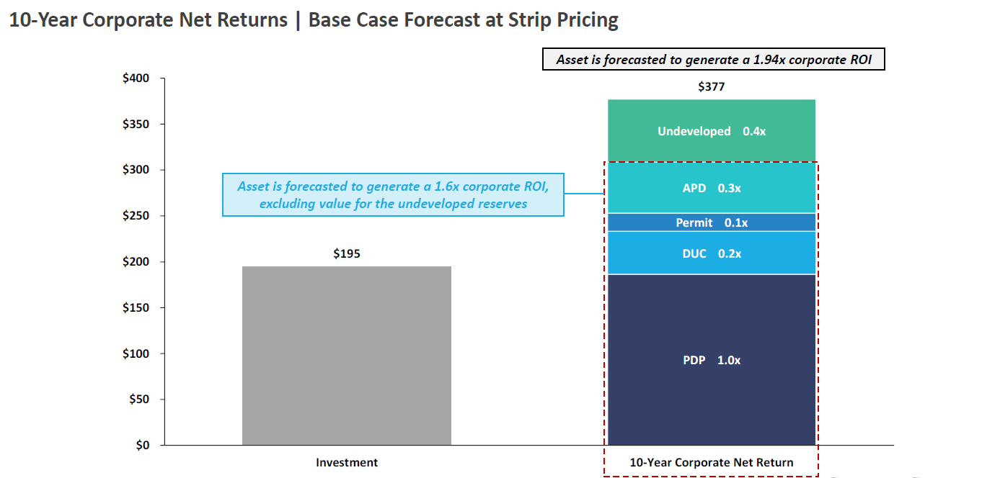 10-Year Corporate Net Returns | Base Case Forecast at Strip Pricing
Asset is forecasted to generate a 1.94x corporate ROI
$400
$377
$350
Undeveloped 0.4x
$300
Asset is forecasted to generate a 1.6x corporate ROI,
excluding value for the undeveloped reserves
APD 0.3x
$250
Permit 0.1x
$200
$195
DUC 0.2x
$150
$100
PDP 1.0x
$50
$0
Investment
10-Year Corporate Net Return